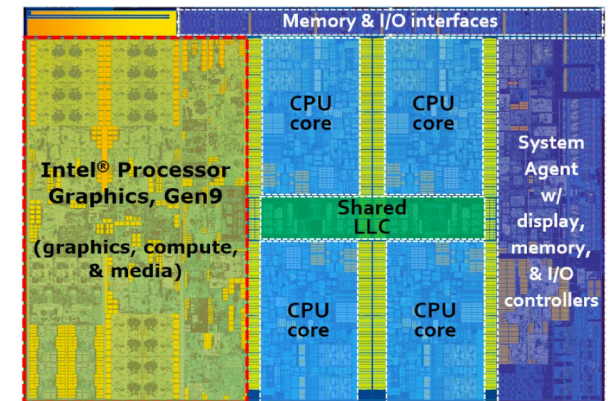 Memory & I/O interfaces
Intel® Processor
Graphics, Gen9
(graphics, compute,
& media)
CPU
core
CPU
core
Shared
LLC
CPU
core
CPU
core
System
Agent
w/
display,
memory,
& I/O
controllers